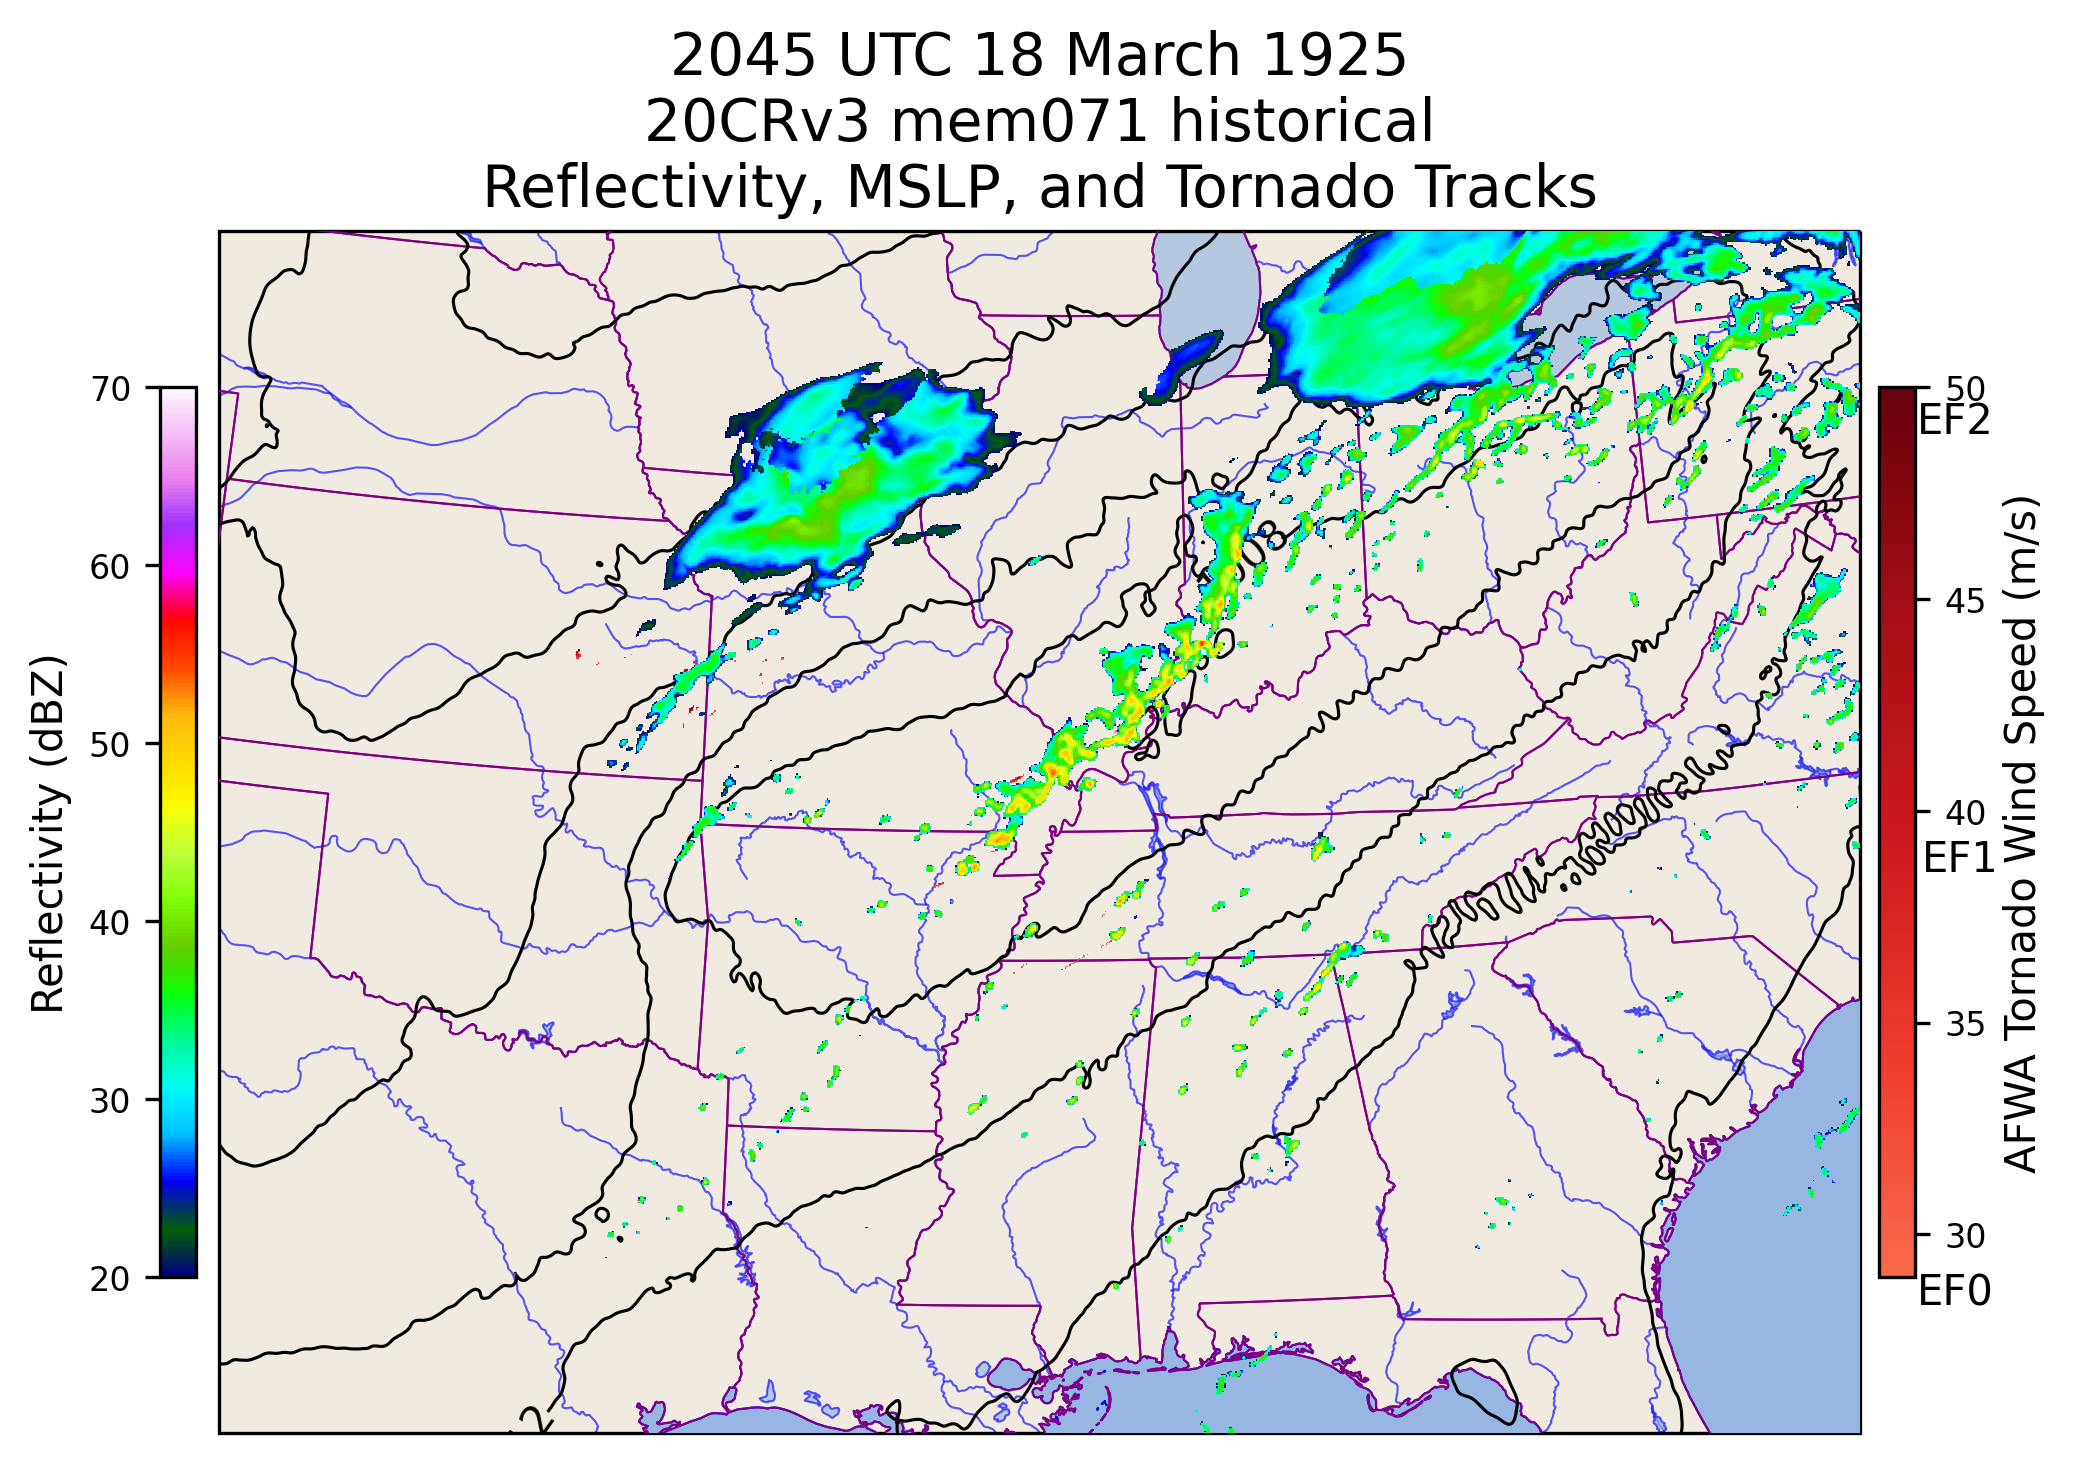 2045 UTC 18 March 1925
20CRv3 mem071 historical
Reflectivity, MSLP, and Tornado Tracks
Reflectivity (dBZ)
70
60
50
40
30
20
50
EF2
45
40
EF1
35
30
EF0
AFWA Tornado Wind Speed (m/s)